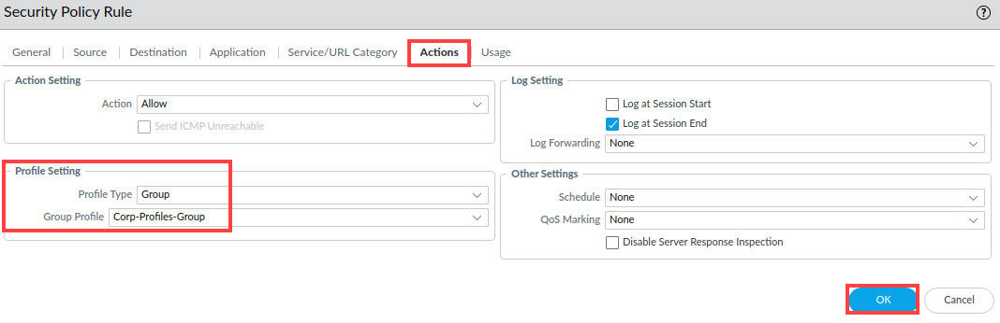 Security Policy Rule
?
General
Source
Destination
Application
Service/URL Category
Actions
Usage
Action Setting
Action
Allow
Send ICMP Unreachable
Profile Setting
Profile Type
Group
Group Profile
Corp-Profiles-Group
Log Setting
Log at Session Start
Log at Session End
Log Forwarding
None
Other Settings
Schedule
None
QoS Marking
None
Disable Server Response Inspection
OK
Cancel